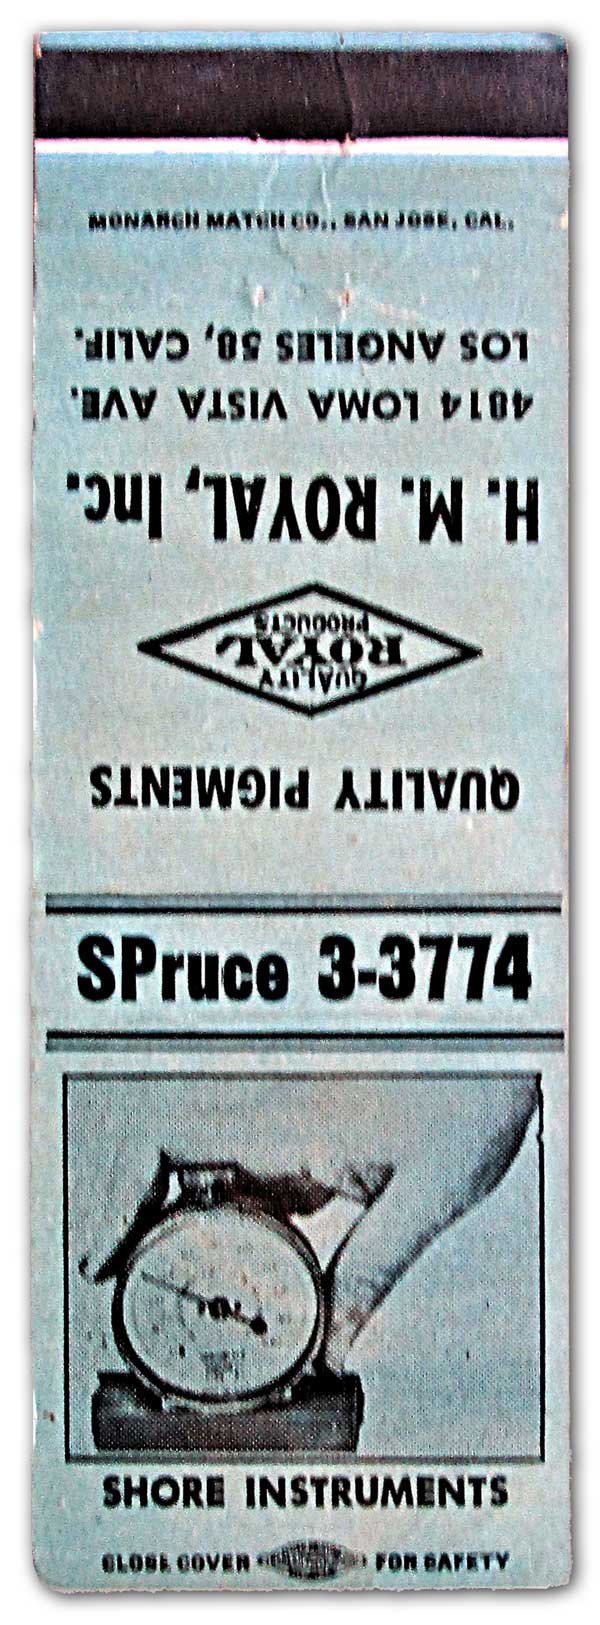 MONARCH MATCH CO., SAN JOSE, CAL.
QUALITY PIGMENTS
QUALITY
ROYAL
PRODUCTS
H. M. ROYAL, Inc.
4814 LOMA VISTA AVE.
LOS ANGELES 58, CALIF.
SPruce 3-3774
SHORE INSTRUMENTS
CLOSE COVER FOR SAFETY